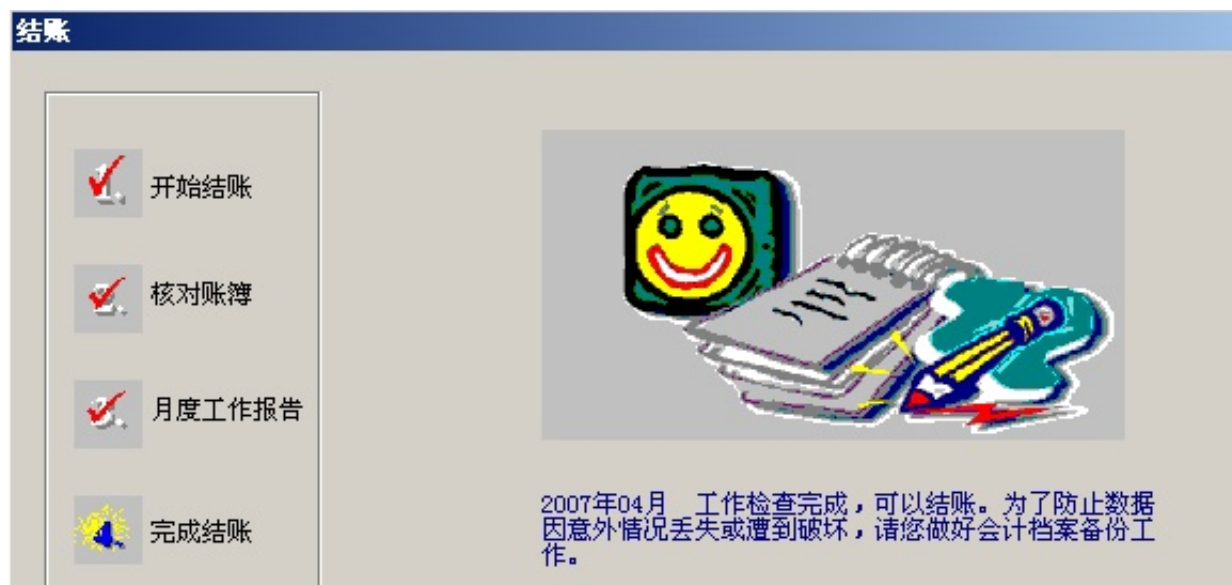 结账
开始结账
核对账簿
月度工作报告
完成结账
2007年04月 工作检查完成，可以结账。为了防止数据
因意外情况丢失或遭到破坏，请您做好会计档案备份工
作。